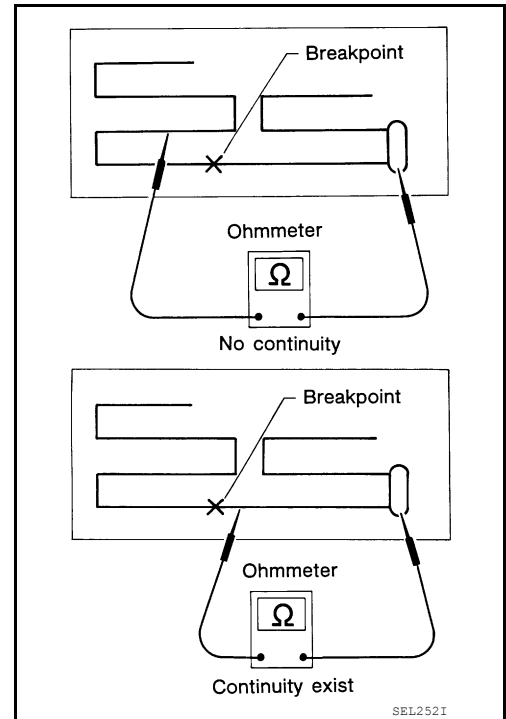 Breakpoint
Ohmmeter
Ω
No continuity
Breakpoint
Ohmmeter
Ω
Continuity exist
SEL252I